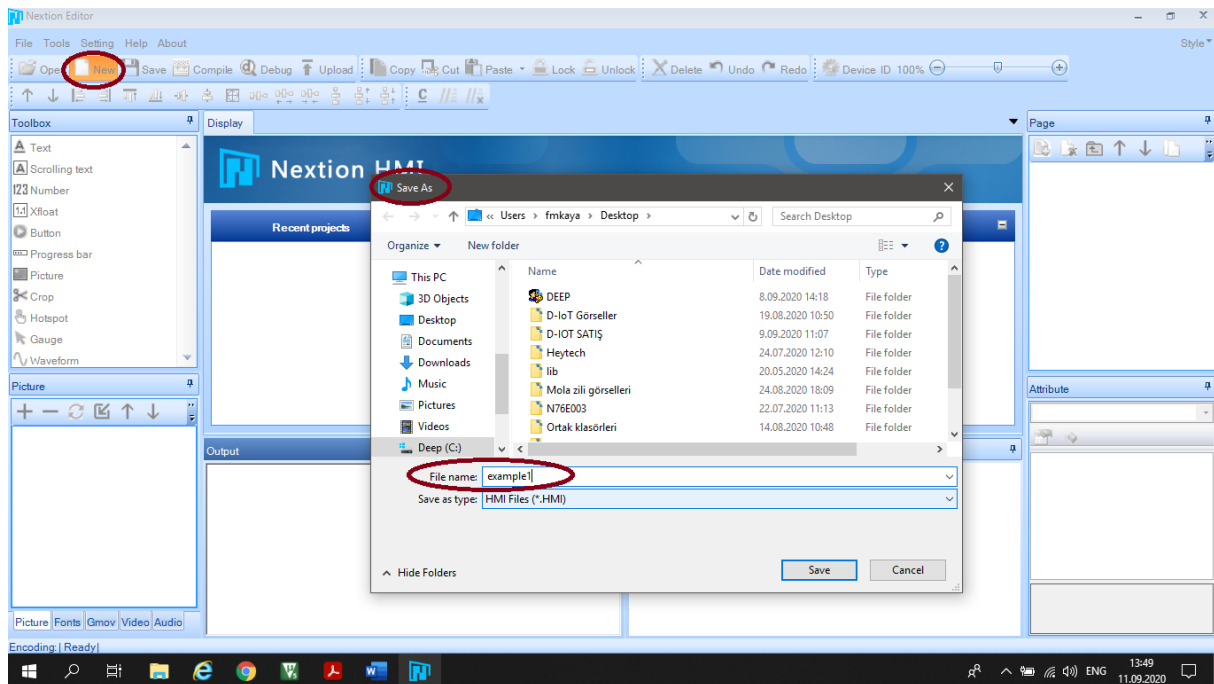 Nextion Editor
File Tools Setting Help About
Style
Open New Save Compile Debug Upload Copy Cut Paste Lock Unlock Delete Undo Redo Device ID 100%
Toolbox
Display
Page
Text
Scrolling text
Number
Xfloat
Button
Progress bar
Picture
Crop
Hotspot
Gauge
Waveform
Nextion HMI
Recent projects
Save As
« Users › fmkaya › Desktop ›
Search Desktop
Organize
New folder
This PC
3D Objects
Desktop
Documents
Downloads
Music
Pictures
Videos
Deep (C:)
Name Date modified Type
DEEP 8.09.2020 14:18 File folder
D-IoT Görseller 19.08.2020 10:50 File folder
D-IOT SATIŞ 9.09.2020 11:07 File folder
Heytech 24.07.2020 12:10 File folder
lib 20.05.2020 14:24 File folder
Mola zili görselleri 24.08.2020 18:09 File folder
N76E003 22.07.2020 11:13 File folder
Ortak klasörleri 14.08.2020 10:48 File folder
File name: example1
Save as type: HMI Files (*.HMI)
Hide Folders
Save
Cancel
Picture
Output
Attribute
Picture Fonts Gmov Video Audio
Encoding:| Ready|
ENG
13:49
11.09.2020